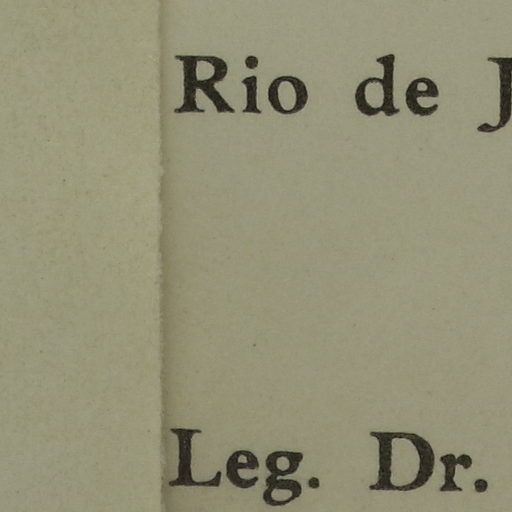 Rio de J
Leg. Dr.